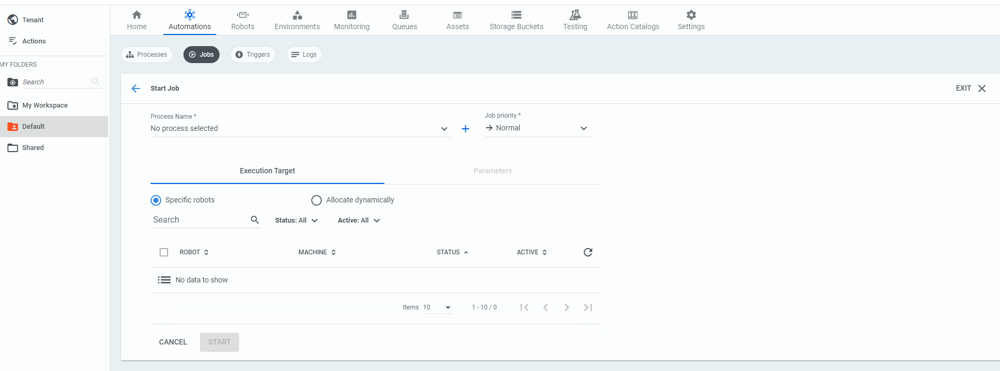 Tenant
Actions
MY FOLDERS
Search
My Workspace
Default
Shared
Home
Automations
Robots
Environments
Monitoring
Queues
Assets
Storage Buckets
Testing
Action Catalogs
Settings
Processes
Jobs
Triggers
Logs
Start Job
EXIT
Process Name *
No process selected
Job priority *
Normal
Execution Target
Parameters
Specific robots
Allocate dynamically
Search
Status: All
Active: All
ROBOT
MACHINE
STATUS
ACTIVE
No data to show
Items 10
1 - 10 / 0
CANCEL
START